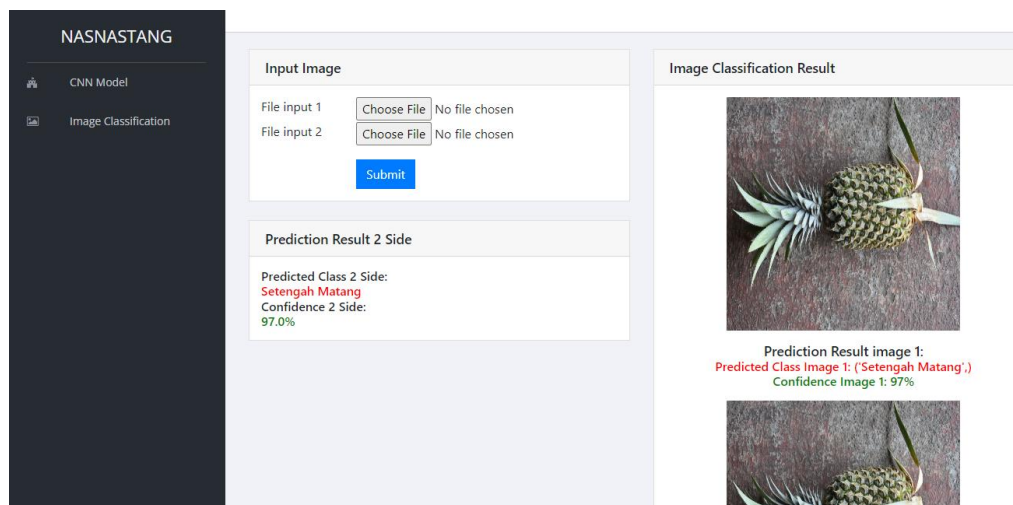 NASNASTANG
CNN Model
Image Classification
Input Image
File input 1 Choose File No file chosen
File input 2 Choose File No file chosen
Submit
Prediction Result 2 Side
Predicted Class 2 Side:
Setengah Matang
Confidence 2 Side:
97.0%
Image Classification Result
Prediction Result image 1:
Predicted Class Image 1: ('Setengah Matang',)
Confidence Image 1: 97%